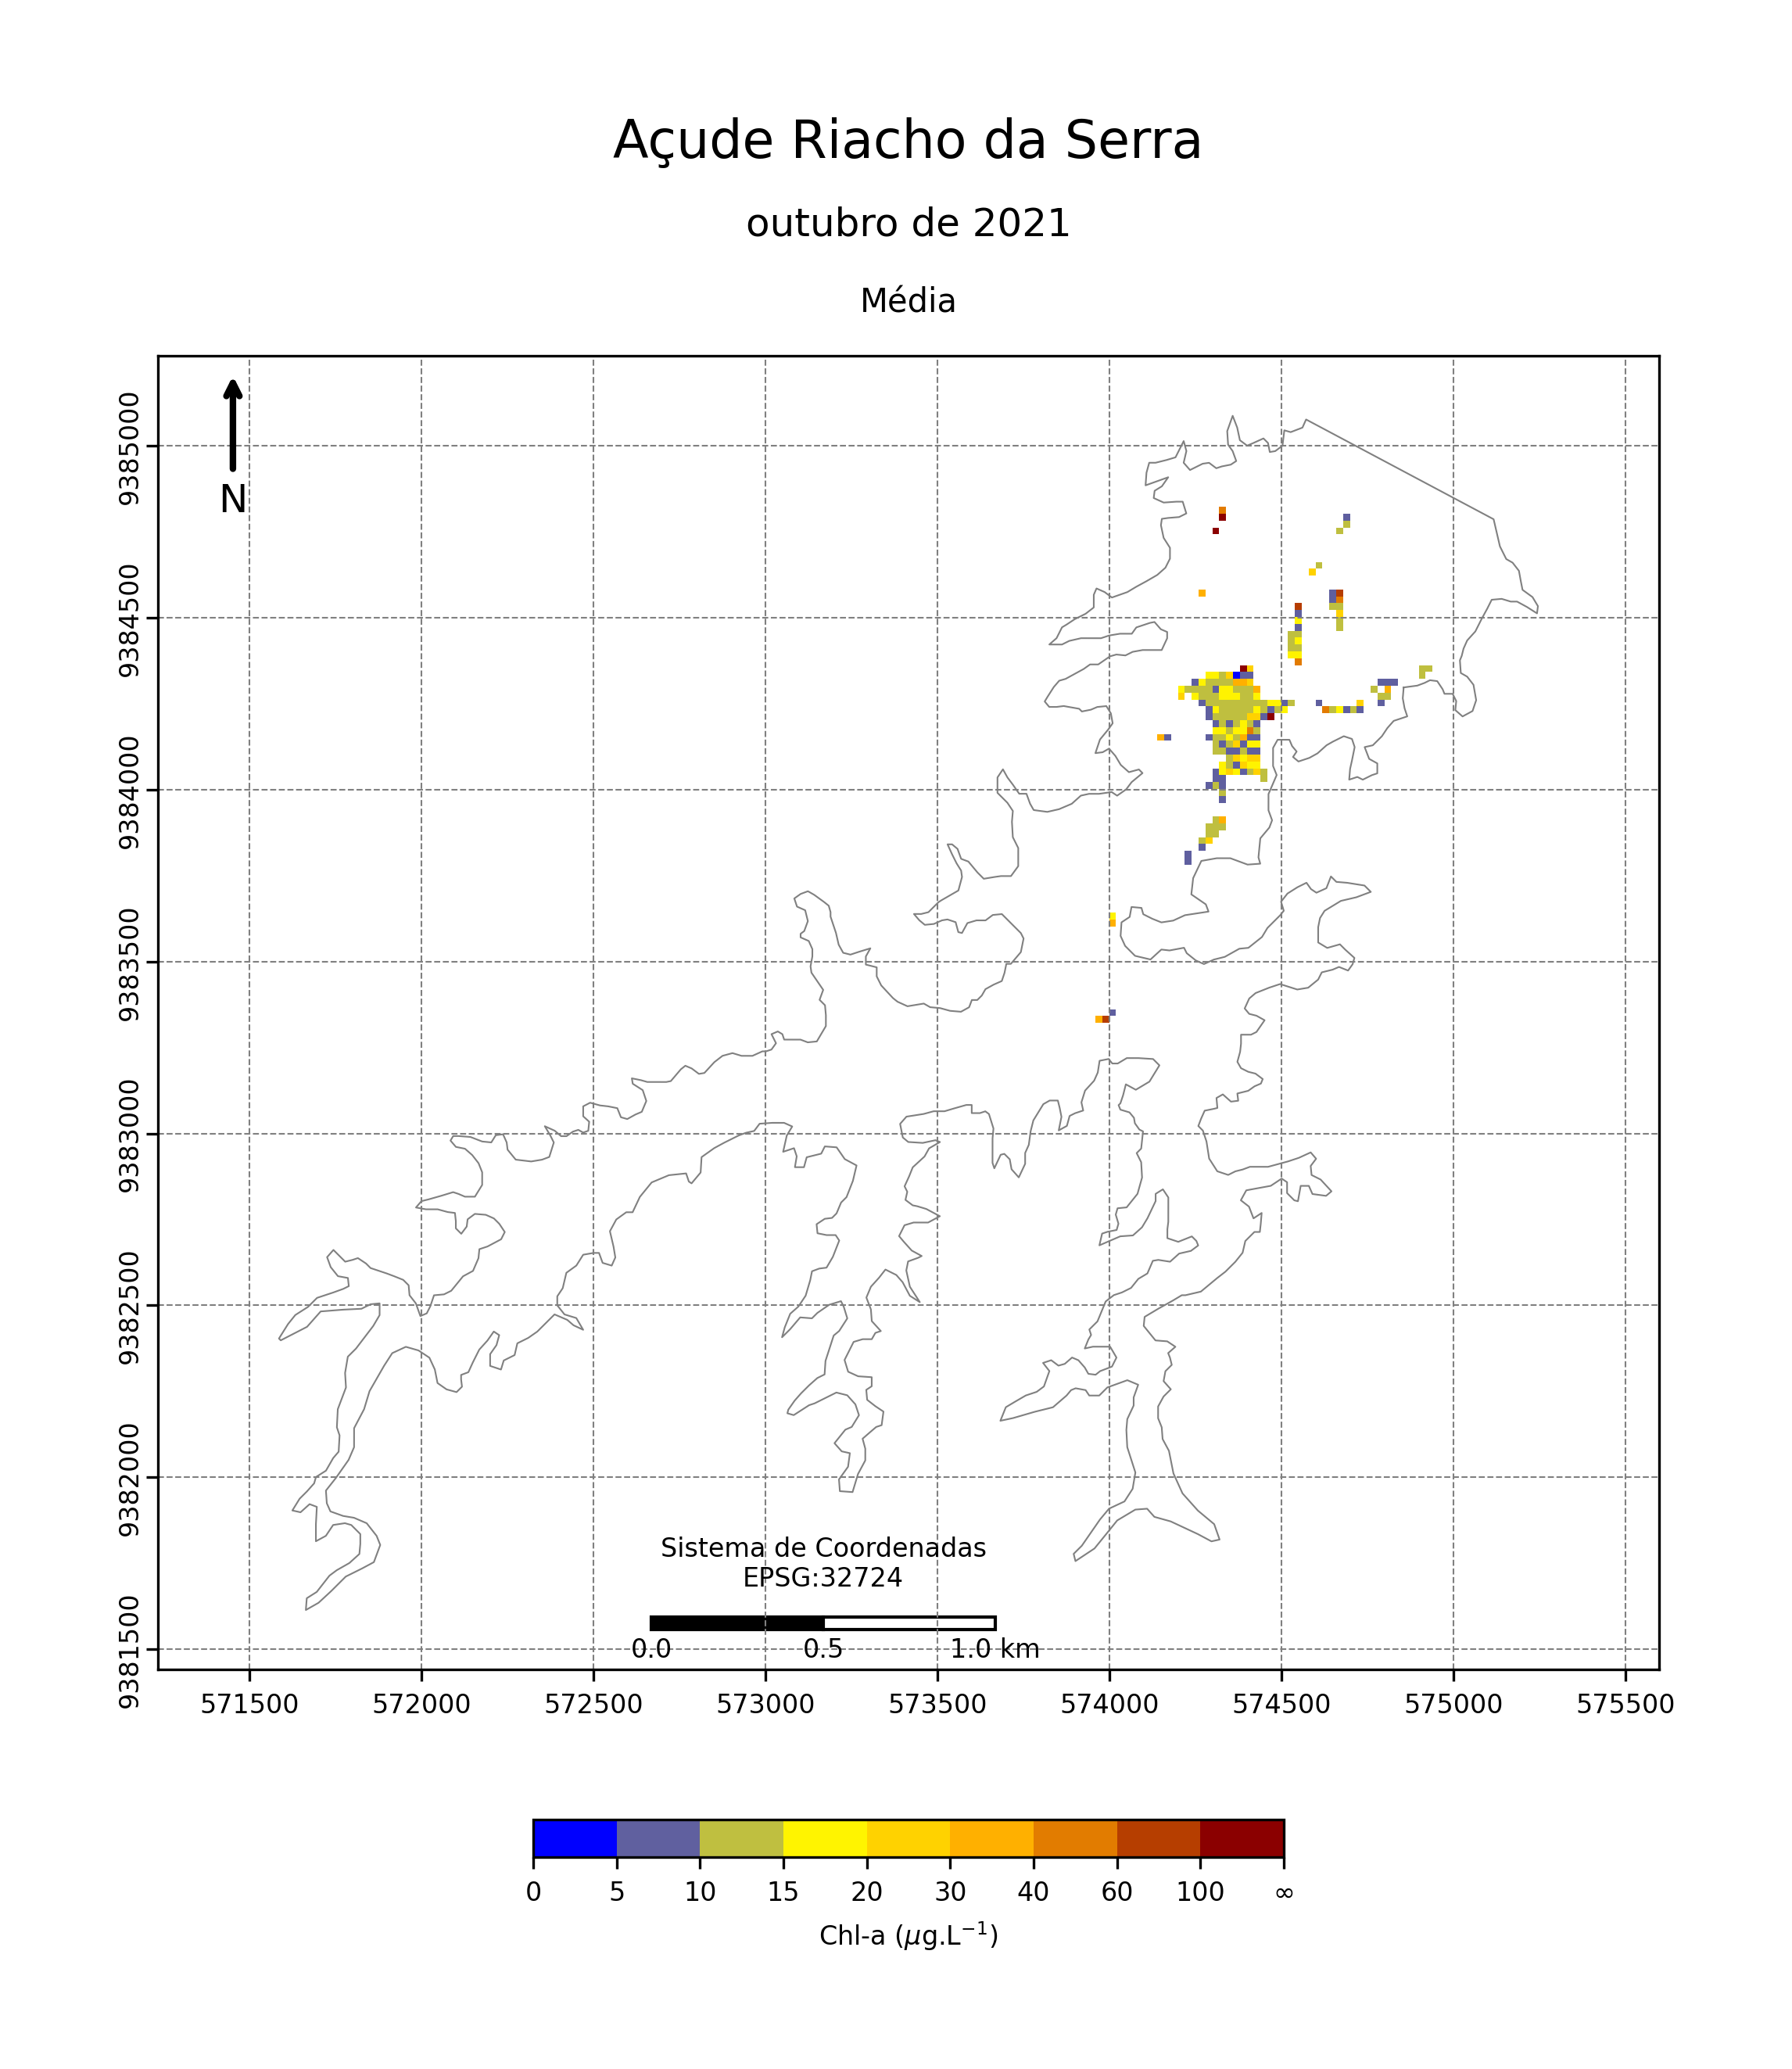 Açude Riacho da Serra
outubro de 2021
Média
N
9385000
9384500
9384000
9383500
9383000
9382500
9382000
9381500
Sistema de Coordenadas
EPSG:32724
0.0 0.5 1.0 km
571500 572000 572500 573000 573500 574000 574500 575000 575500
0 5 10 15 20 30 40 60 100 ∞
Chl-a (μg.L⁻¹)